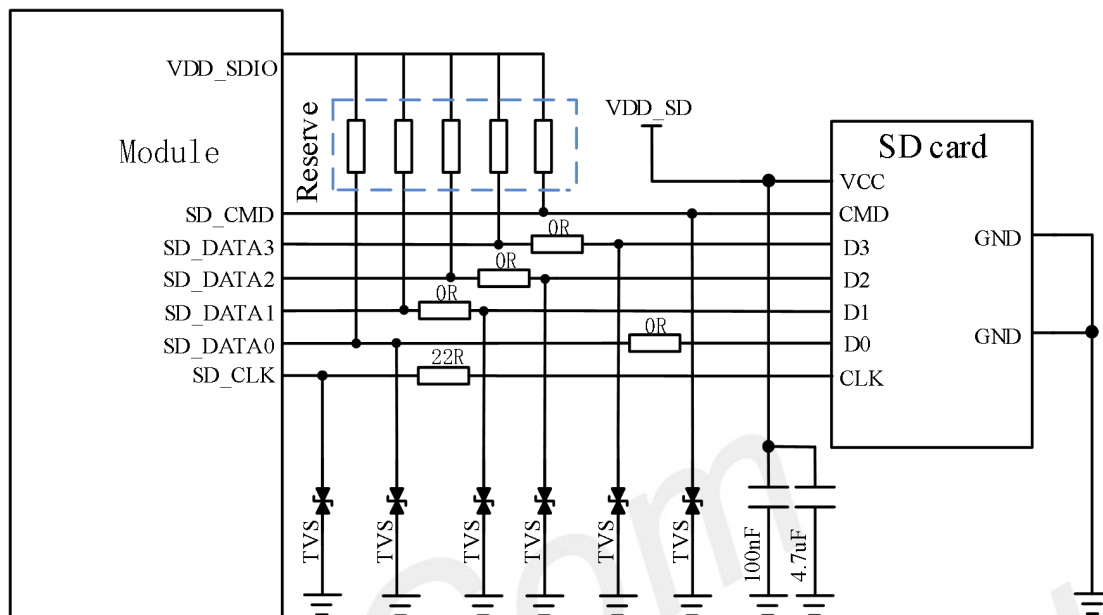 VDD_SDIO
Reserve
VDD_SD
Module
SD card
VCC
SD_CMD
CMD
SD_DATA3
0R
D3
GND
SD_DATA2
0R
D2
SD_DATA1
0R
D1
SD_DATA0
0R
D0
GND
SD_CLK
22R
CLK
TVS
TVS
TVS
TVS
TVS
TVS
100nF
4.7uF
com